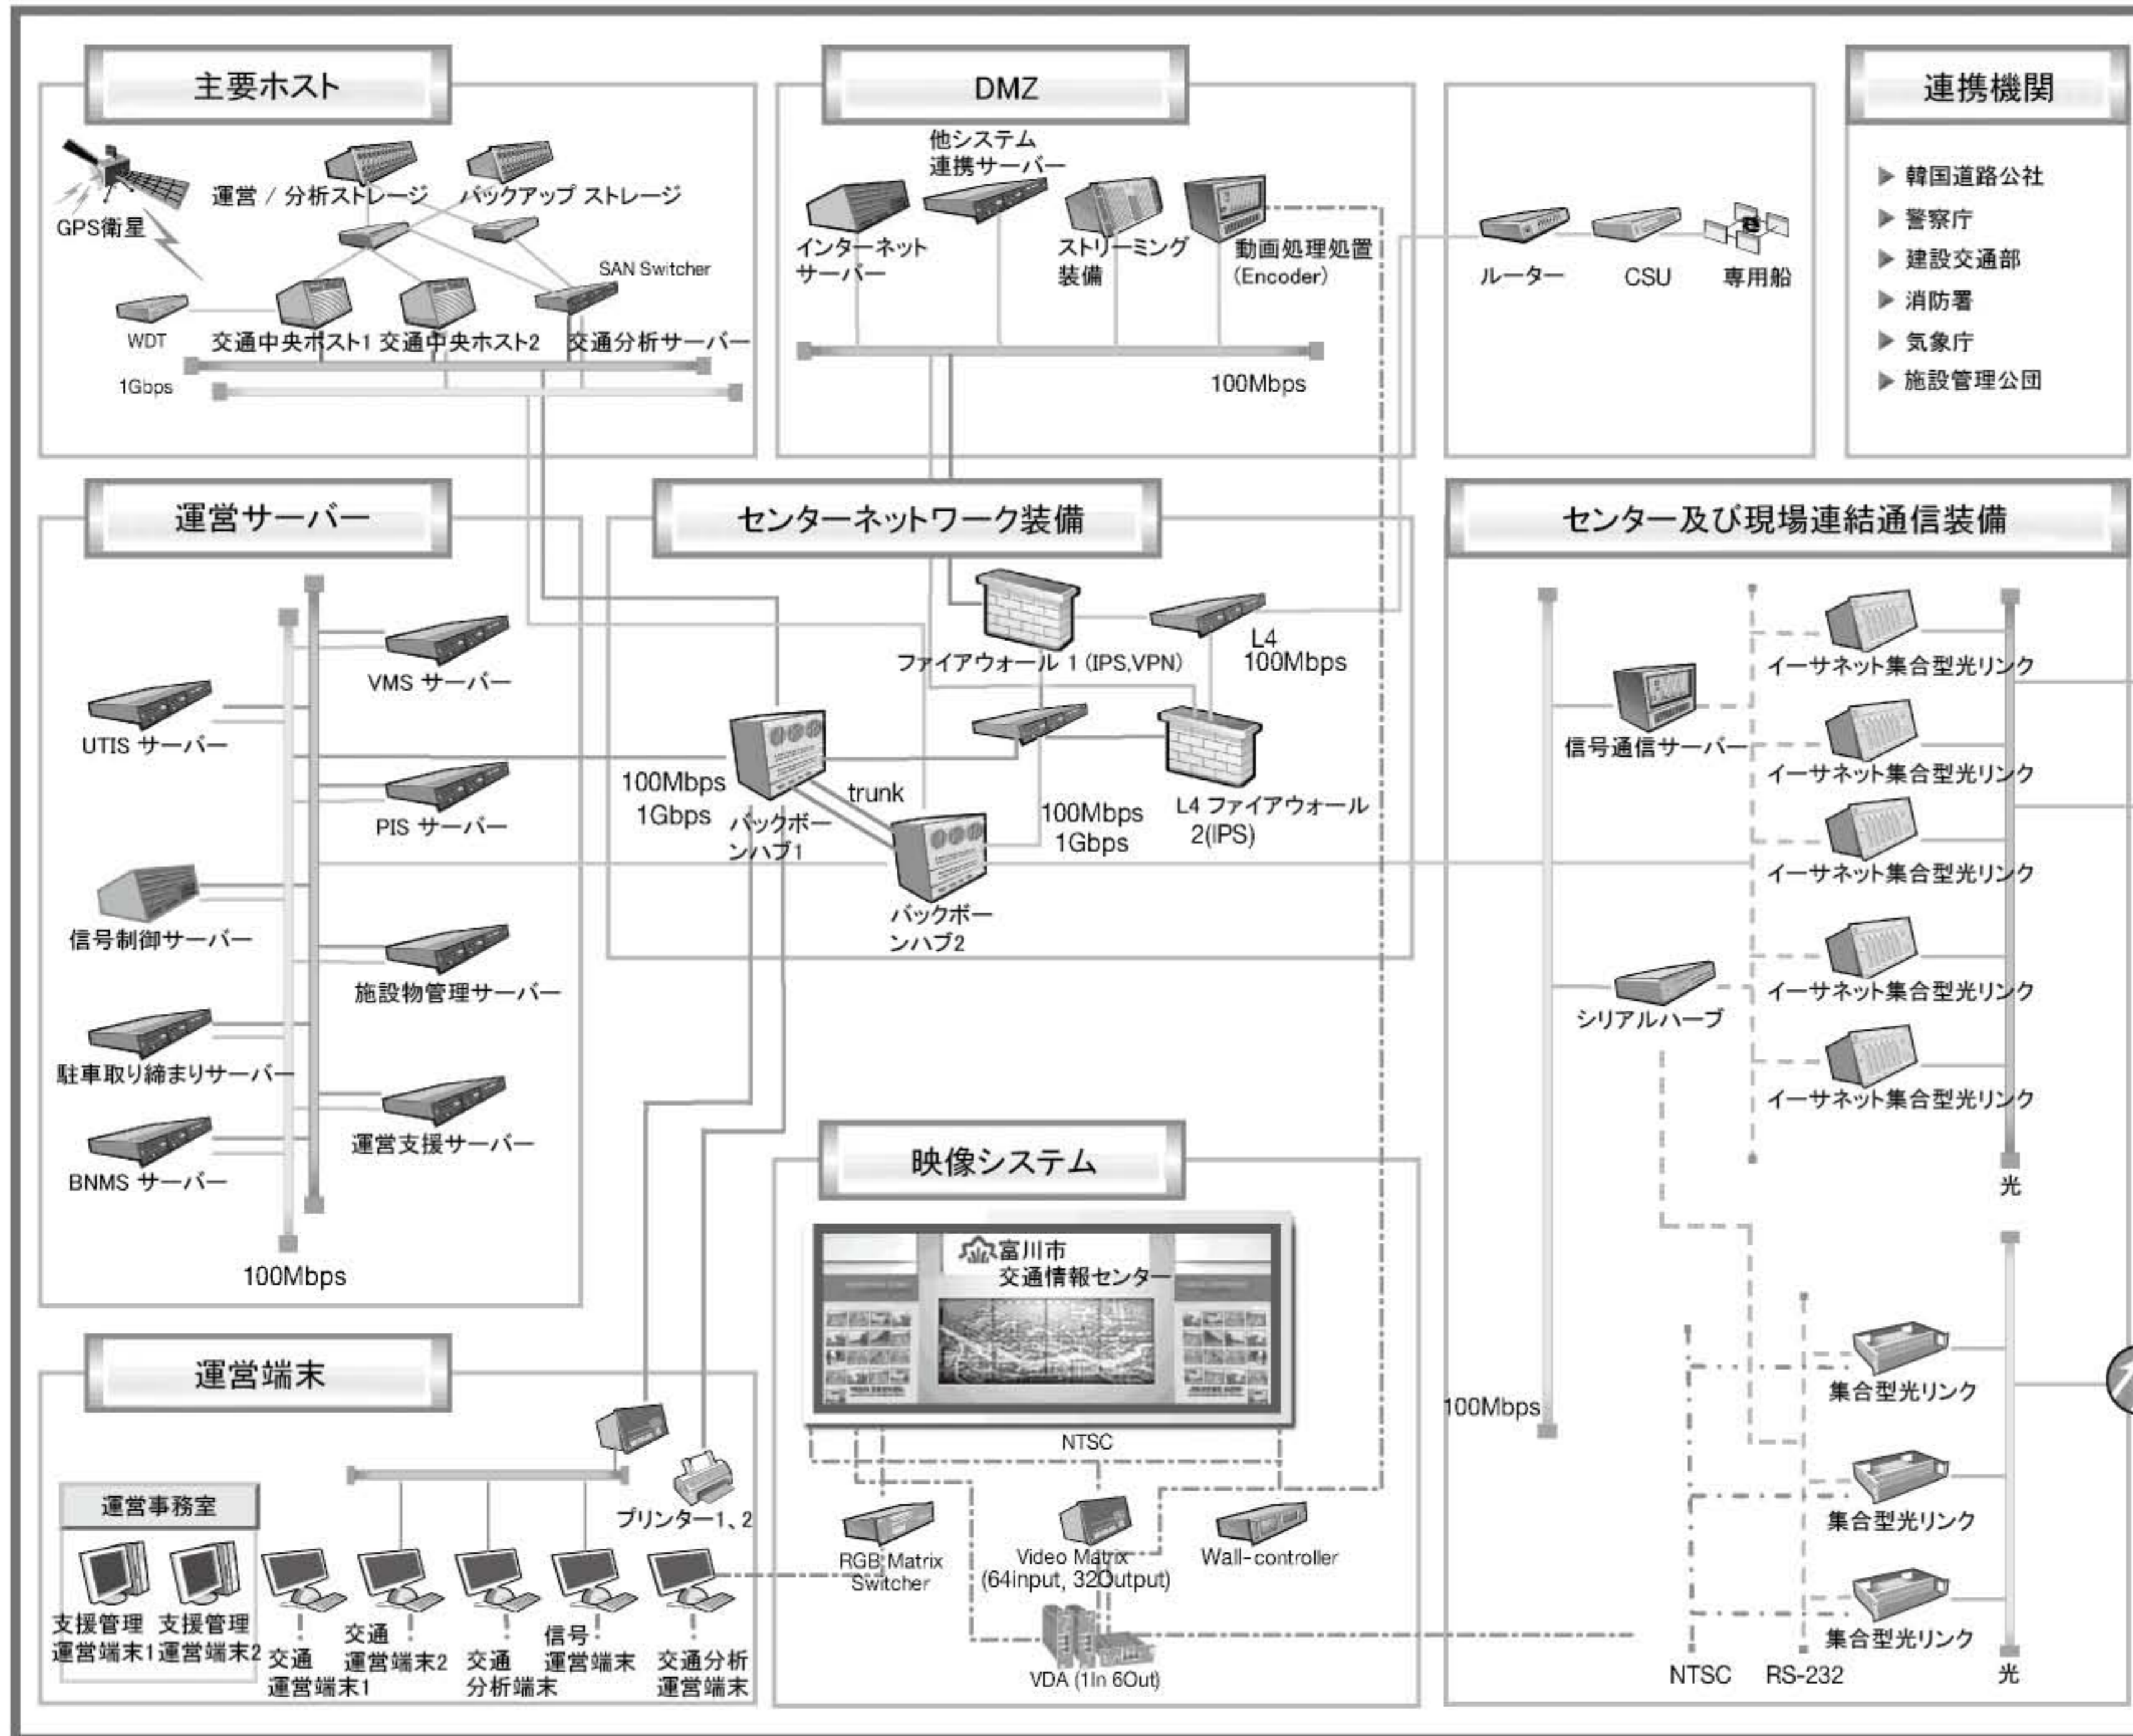 主要ホスト
GPS衛星
運営 / 分析ストレージ
バックアップ ストレージ
SAN Switcher
WDT
交通中央ホスト1
交通中央ホスト2
交通分析サーバー
1Gbps
DMZ
他システム
連携サーバー
インターネット
サーバー
ストリーミング
装備
動画処理処置
(Encoder)
100Mbps
ルーター
CSU
専用船
連携機関
韓国道路公社
警察庁
建設交通部
消防署
気象庁
施設管理公団
運営サーバー
VMS サーバー
UTIS サーバー
PIS サーバー
信号制御サーバー
施設物管理サーバー
駐車取り締まりサーバー
運営支援サーバー
BNMS サーバー
100Mbps
センターネットワーク装備
ファイアウォール 1 (IPS,VPN)
L4
100Mbps
100Mbps
1Gbps
バックボー
ンハブ1
trunk
100Mbps
1Gbps
L4 ファイアウォール
2(IPS)
バックボー
ンハブ2
センター及び現場連結通信装備
イーサネット集合型光リンク
信号通信サーバー
イーサネット集合型光リンク
イーサネット集合型光リンク
イーサネット集合型光リンク
シリアルハーブ
イーサネット集合型光リンク
光
100Mbps
集合型光リンク
集合型光リンク
集合型光リンク
NTSC
RS-232
光
運営端末
プリンター1、2
運営事務室
支援管理
運営端末1
支援管理
運営端末2
交通
運営端末1
交通
運営端末2
交通
分析端末
信号
運営端末
交通分析
運営端末
映像システム
富川市
交通情報センター
NTSC
RGB Matrix
Switcher
Video Matrix
(64input, 32Output)
Wall-controller
VDA (1In 6Out)